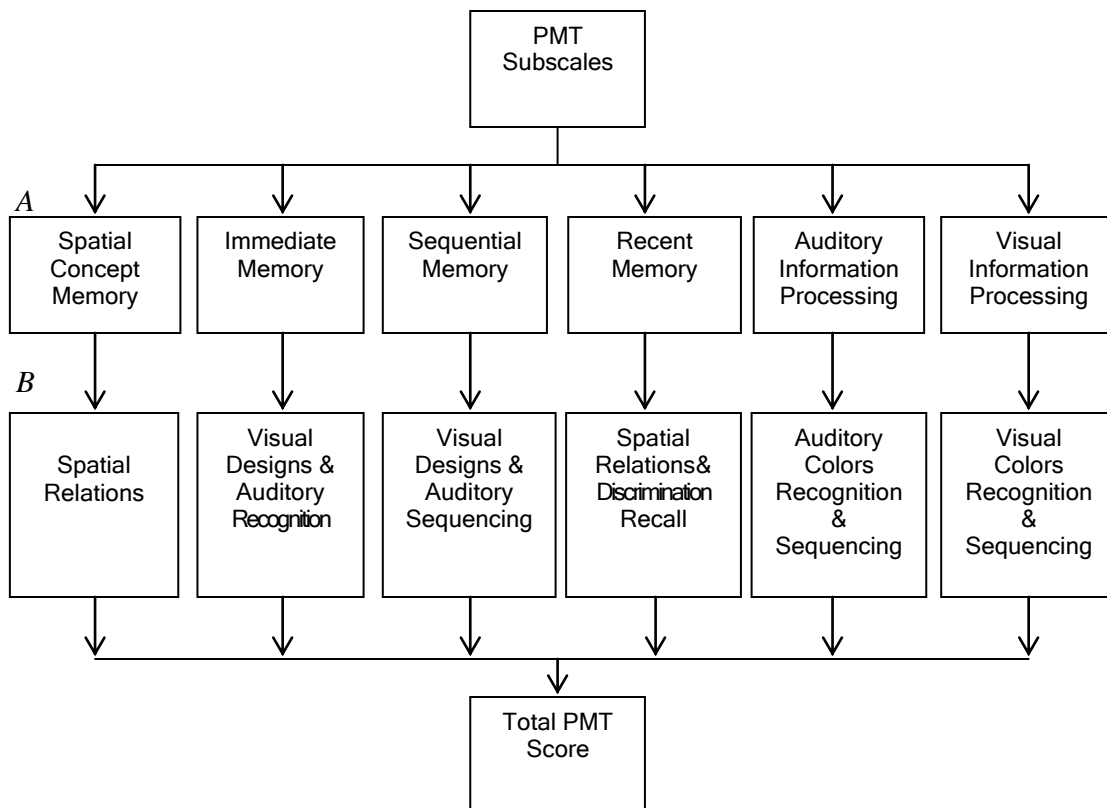 PMT
Subscales
A
Spatial
Concept
Memory
Immediate
Memory
Sequential
Memory
Recent
Memory
Auditory
Information
Processing
Visual
Information
Processing
B
Spatial
Relations
Visual
Designs &
Auditory
Recognition
Visual
Designs &
Auditory
Sequencing
Spatial
Relations&
Discrimination
Recall
Auditory
Colors
Recognition
&
Sequencing
Visual
Colors
Recognition
&
Sequencing
Total PMT
Score